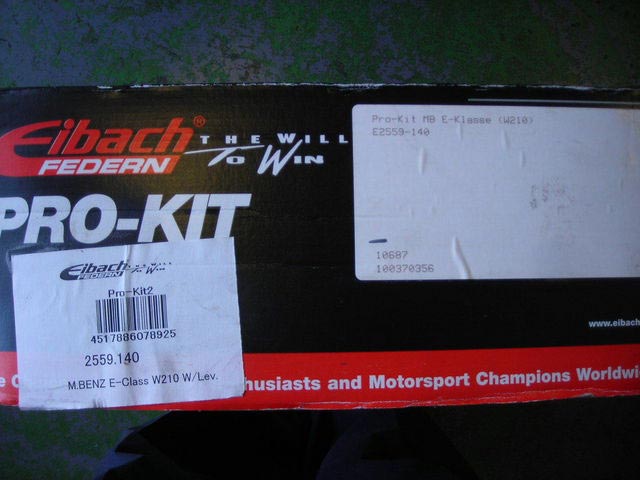 Eibach®
FEDERN
THE WILL
TO WIN
PRO-KIT
Pro-Kit MB E-Klasse (W210)
E2559-140
10687
100370356
Eibach
FEDERN
Pro-Kit2
4517886078925
2559.140
M.BENZ E-Class W210 W/Lev.
www.eibach
husiasts and Motorsport Champions Worldwi